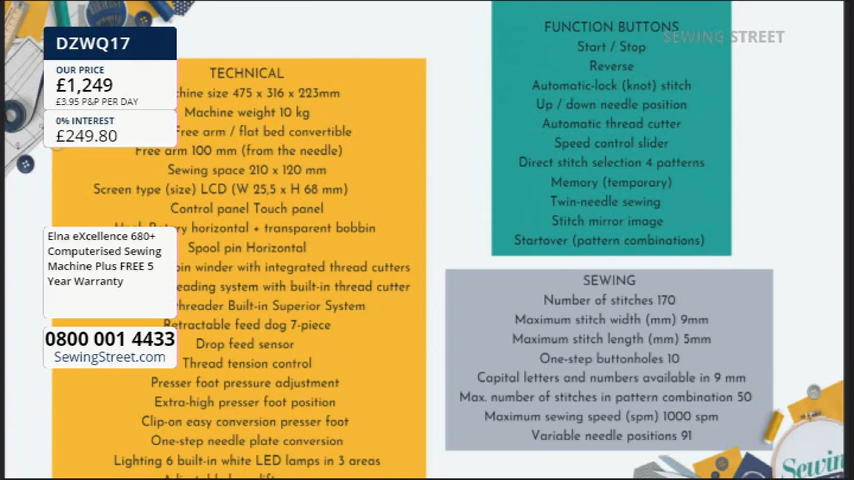 DZWQ17
OUR PRICE
£1,249
£3.95 P&P PER DAY
0% INTEREST
£249.80
Elna eXcellence 680+
Computerised Sewing
Machine Plus FREE 5
Year Warranty
0800 001 4433
SewingStreet.com
TECHNICAL
size 475 x 316 x 223mm
Machine weight 10 kg
Free arm / flat bed convertible
Free arm 100 mm (from the needle)
Sewing space 210 x 120 mm
Screen type (size) LCD (W 25,5 x H 68 mm)
Control panel Touch panel
Rotary horizontal + transparent bobbin
Spool pin Horizontal
winder with integrated thread cutters
system with built-in thread cutter
Built-in Superior System
Retractable feed dog 7-piece
Drop feed sensor
Thread tension control
Presser foot pressure adjustment
Extra-high presser foot position
Clip-on easy conversion presser foot
One-step needle plate conversion
Lighting 6 built-in white LED lamps in 3 areas
SEWING STREET
FUNCTION BUTTONS
Start / Stop
Reverse
Automatic-lock (knot) stitch
Up / down needle position
Automatic thread cutter
Speed control slider
Direct stitch selection 4 patterns
Memory (temporary)
Twin-needle sewing
Stitch mirror image
Startover (pattern combinations)
SEWING
Number of stitches 170
Maximum stitch width (mm) 9mm
Maximum stitch length (mm) 5mm
One-step buttonholes 10
Capital letters and numbers available in 9 mm
Max. number of stitches in pattern combination 50
Maximum sewing speed (spm) 1000 spm
Variable needle positions 91